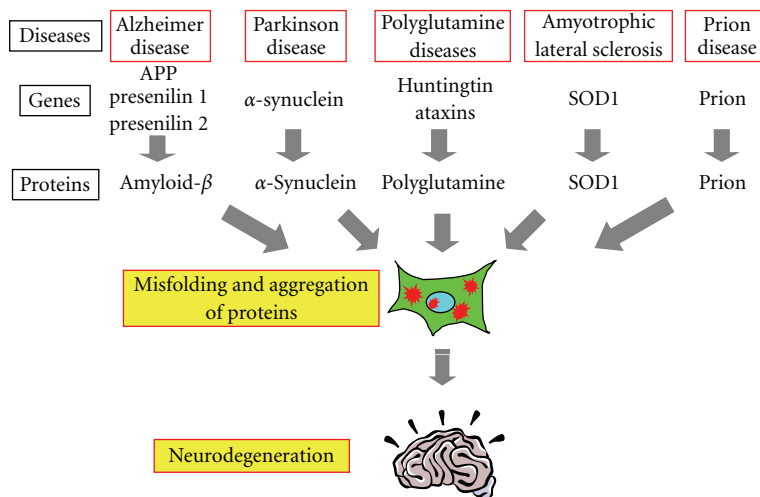 Diseases
Alzheimer
disease
Parkinson
disease
Polyglutamine
diseases
Amyotrophic
lateral sclerosis
Prion
disease
Genes
APP
presenilin 1
presenilin 2
α-synuclein
Huntingtin
ataxins
SOD1
Prion
Proteins
Amyloid-β
α-Synuclein
Polyglutamine
SOD1
Prion
Misfolding and aggregation
of proteins
Neurodegeneration